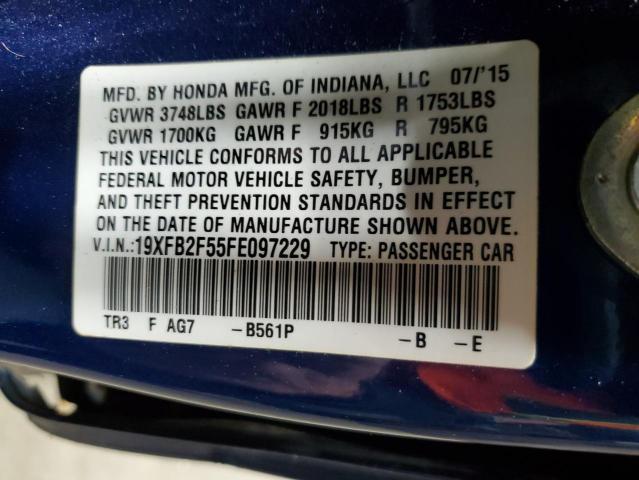 MFD. BY HONDA MFG. OF INDIANA, LLC 07/'15
GVWR 3748LBS GAWR F 2018LBS R 1753LBS
GVWR 1700KG GAWR F 915KG R 795KG
THIS VEHICLE CONFORMS TO ALL APPLICABLE
FEDERAL MOTOR VEHICLE SAFETY, BUMPER,
AND THEFT PREVENTION STANDARDS IN EFFECT
ON THE DATE OF MANUFACTURE SHOWN ABOVE.
V.I.N.:19XFB2F55FE097229 TYPE: PASSENGER CAR
TR3 F AG7 -B561P -B -E